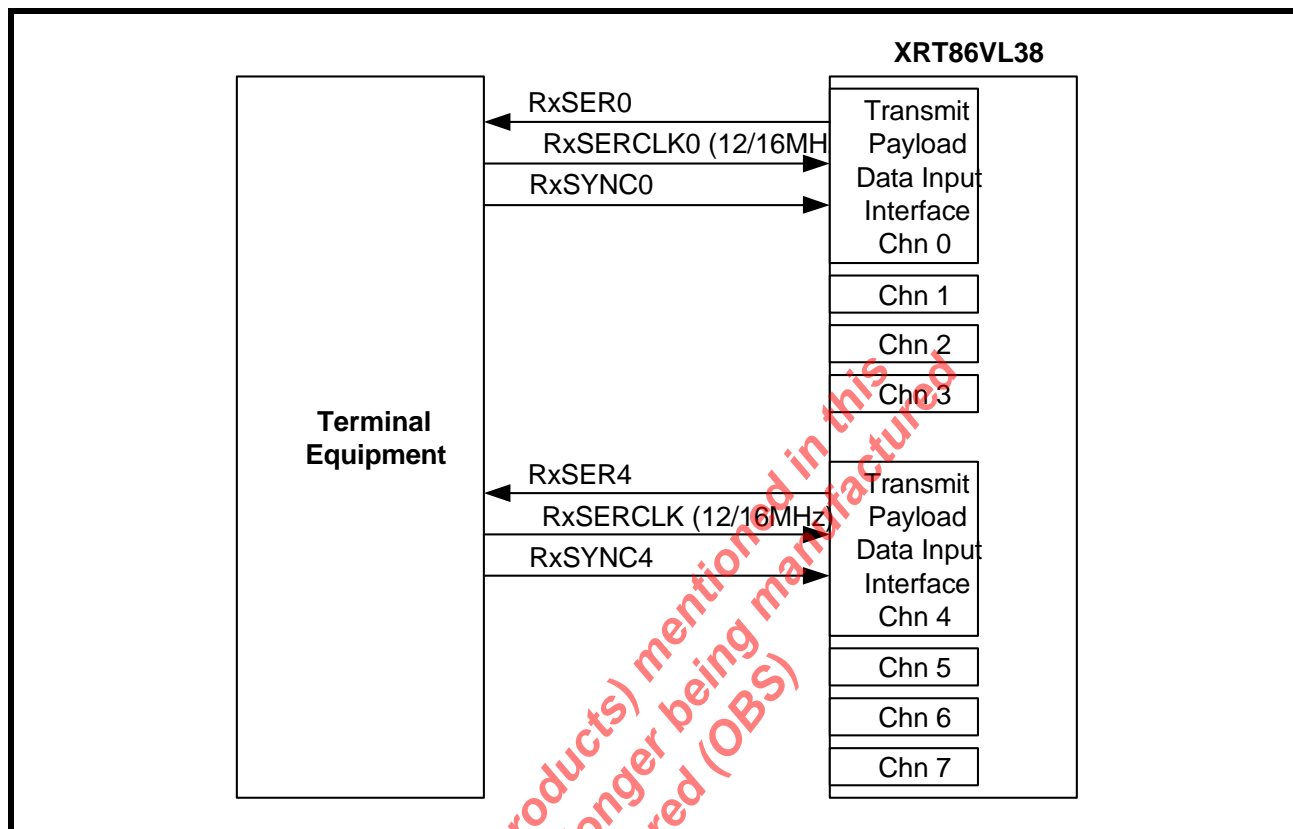 XRT86VL38
RxSER0
RxSERCLK0 (12/16MH
RxSYNC0
Transmit
Payload
Data Input
Interface
Chn 0
Chn 1
Chn 2
Chn 3
Terminal
Equipment
RxSER4
RxSERCLK (12/16MHz)
RxSYNC4
Transmit
Payload
Data Input
Interface
Chn 4
Chn 5
Chn 6
Chn 7
roducts) mentioned in this
onger being manufactured
red (OBS)